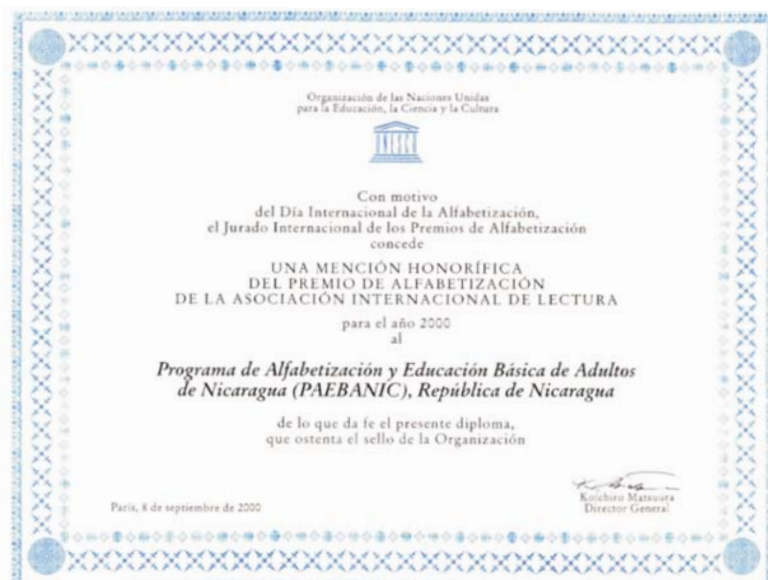 Organización de las Naciones Unidas
para la Educación, la Ciencia y la Cultura
UNESCO
Con motivo
del Día Internacional de la Alfabetización,
el Jurado Internacional de los Premios de Alfabetización
concede
UNA MENCIÓN HONORÍFICA
DEL PREMIO DE ALFABETIZACIÓN
DE LA ASOCIACIÓN INTERNACIONAL DE LECTURA
para el año 2000
al
Programa de Alfabetización y Educación Básica de Adultos
de Nicaragua (PAEBANIC), República de Nicaragua
de lo que da fe el presente diploma,
que ostenta el sello de la Organización
Koichiro Matsuura
Director General
París, 8 de septiembre de 2000